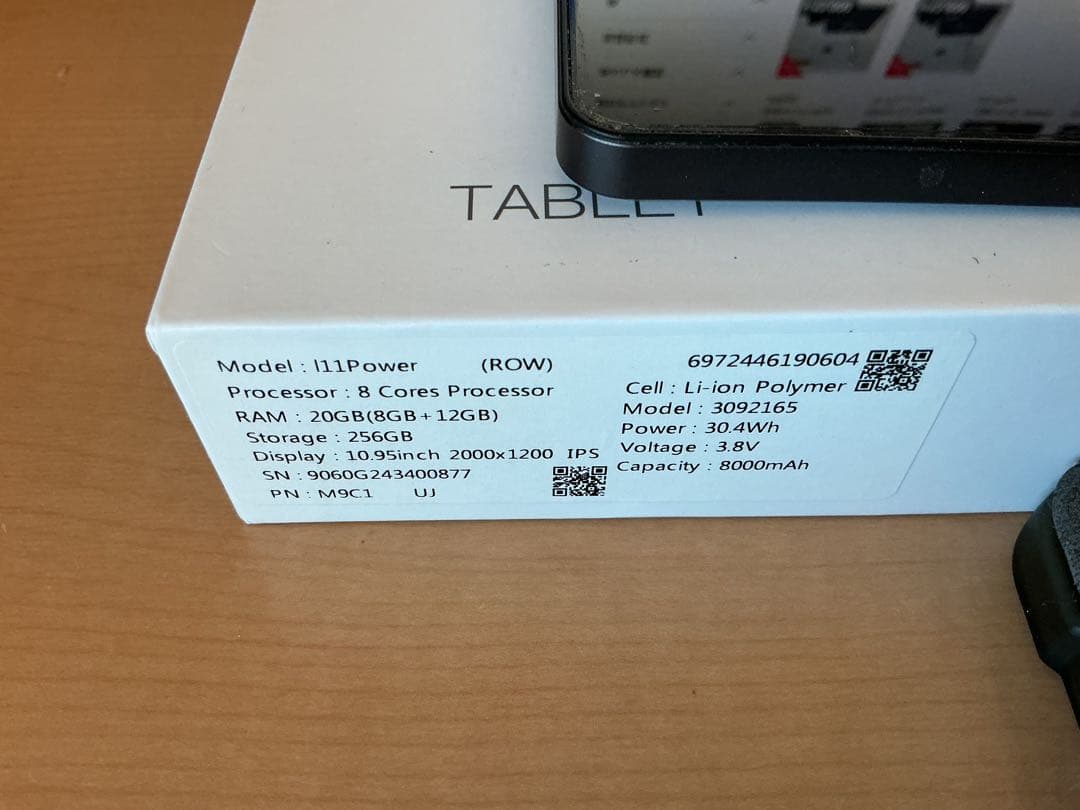 TABLET
Model : I11Power (ROW)
Processor : 8 Cores Processor
RAM : 20GB(8GB+12GB)
Storage : 256GB
Display : 10.95inch 2000x1200 IPS
SN : 9060G243400877
PN : M9C1 UJ
6972446190604
Cell : Li-ion Polymer
Model : 3092165
Power : 30.4Wh
Voltage : 3.8V
Capacity : 8000mAh